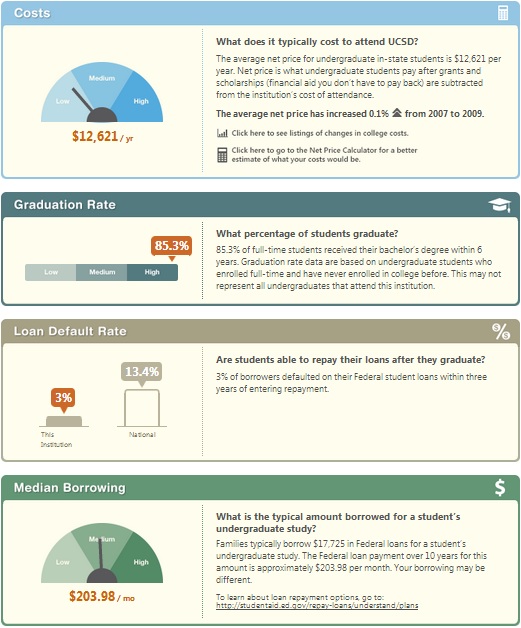 Costs
Low
Medium
High
$12,621 / yr
What does it typically cost to attend UCSD?
The average net price for undergraduate in-state students is $12,621 per
year. Net price is what undergraduate students pay after grants and
scholarships (financial aid you don't have to pay back) are subtracted
from the institution's cost of attendance.
The average net price has increased 0.1% from 2007 to 2009.
Click here to see listings of changes in college costs.
Click here to go to the Net Price Calculator for a better
estimate of what your costs would be.
Graduation Rate
85.3%
Low
Medium
High
What percentage of students graduate?
85.3% of full-time students received their bachelor's degree within 6
years. Graduation rate data are based on undergraduate students who
enrolled full-time and have never enrolled in college before. This may not
represent all undergraduates that attend this institution.
Loan Default Rate
3%
13.4%
This
Institution
National
Are students able to repay their loans after they graduate?
3% of borrowers defaulted on their Federal student loans within three
years of entering repayment.
Median Borrowing
$
Low
Medium
High
$203.98 / mo
What is the typical amount borrowed for a student's
undergraduate study?
Families typically borrow $17,725 in Federal loans for a student's
undergraduate study. The Federal loan payment over 10 years for this
amount is approximately $203.98 per month. Your borrowing may be
different.
To learn about loan repayment options, go to:
http://studentaid.ed.gov/repay-loans/understand/plans